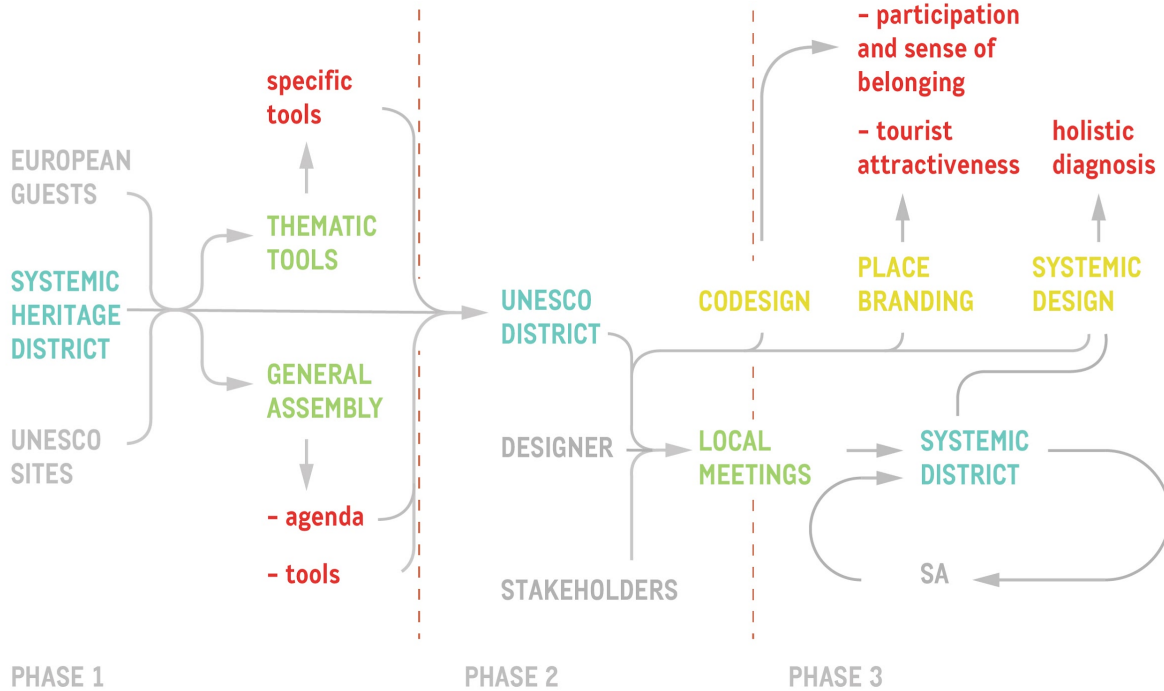 – participation
and sense of
belonging
specific
tools
– tourist
attractiveness
holistic
diagnosis
EUROPEAN
GUESTS
THEMATIC
TOOLS
SYSTEMIC
HERITAGE
DISTRICT
UNESCO
DISTRICT
CODESIGN
PLACE
BRANDING
SYSTEMIC
DESIGN
GENERAL
ASSEMBLY
UNESCO
SITES
DESIGNER
LOCAL
MEETINGS
SYSTEMIC
DISTRICT
– agenda
– tools
STAKEHOLDERS
SA
PHASE 1
PHASE 2
PHASE 3